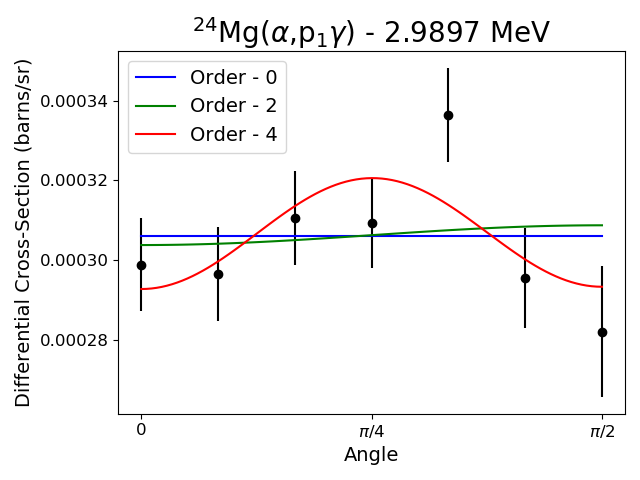 ²⁴Mg(α,p₁γ) - 2.9897 MeV
Order - 0
Order - 2
Order - 4
Differential Cross-Section (barns/sr)
0.00034
0.00032
0.00030
0.00028
0 π/4 π/2
Angle